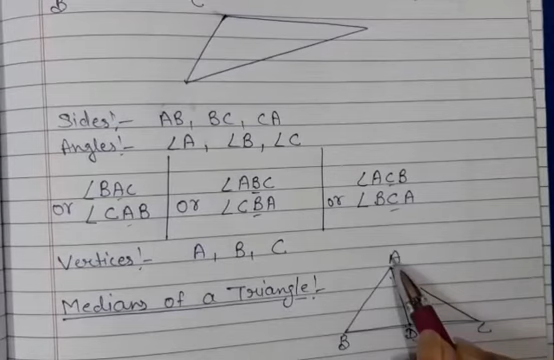 B C
Sides:- AB, BC, CA
Angles:- ∠A, ∠B, ∠C
∠BAC
or ∠CAB
∠ABC
or ∠CBA
∠ACB
or ∠BCA
Vertices:- A, B, C
Medians of a Triangle:-
A
B D C